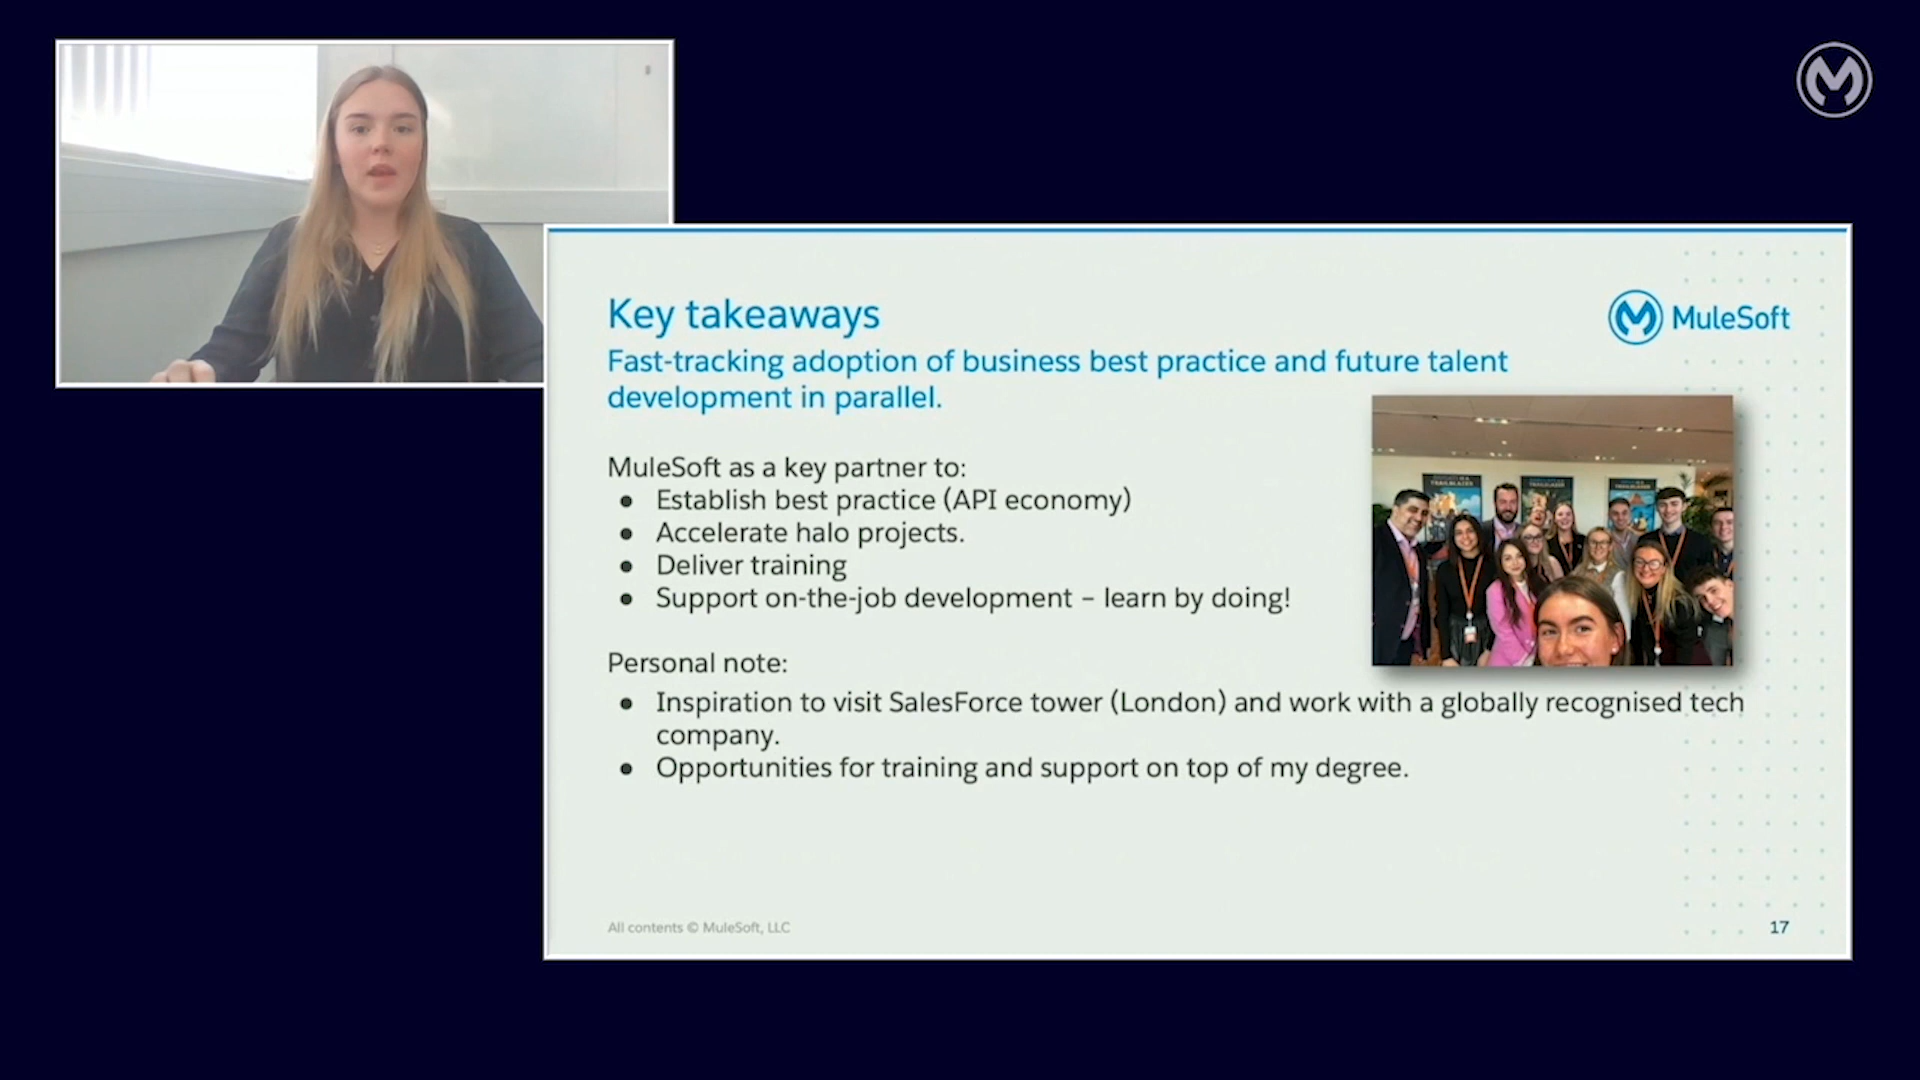 Key takeaways
MuleSoft
Fast-tracking adoption of business best practice and future talent
development in parallel.
MuleSoft as a key partner to:
● Establish best practice (API economy)
● Accelerate halo projects.
● Deliver training
● Support on-the-job development – learn by doing!
TRAILBLAZER
TRAILBLAZER
TRAILBLAZER
Personal note:
● Inspiration to visit SalesForce tower (London) and work with a globally recognised tech
company.
● Opportunities for training and support on top of my degree.
All contents © MuleSoft, LLC
17